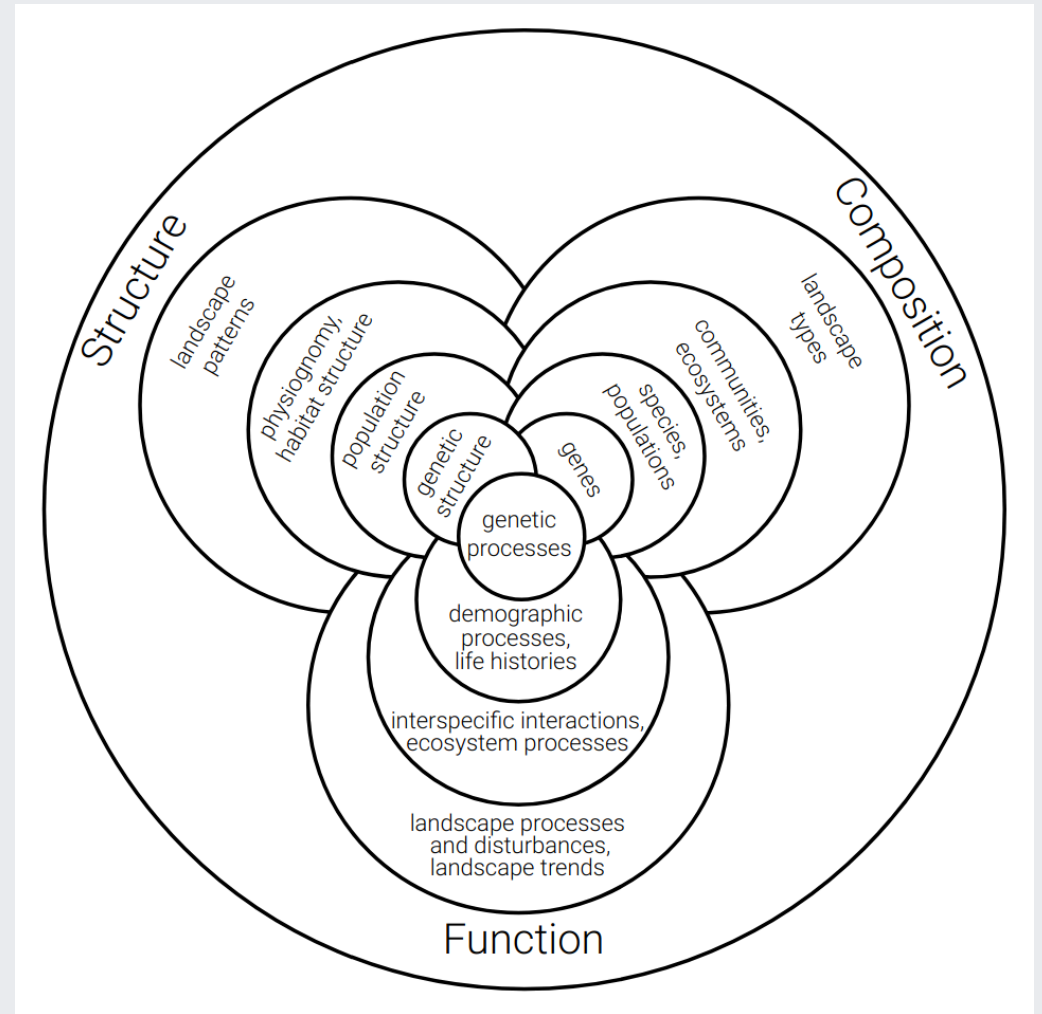 Structure
Composition
landscape
patterns
physiognomy,
habitat structure
population
structure
genetic
structure
landscape
types
communities,
ecosystems
species,
populations
genes
genetic
processes
demographic
processes,
life histories
interspecific interactions,
ecosystem processes
landscape processes
and disturbances,
landscape trends
Function